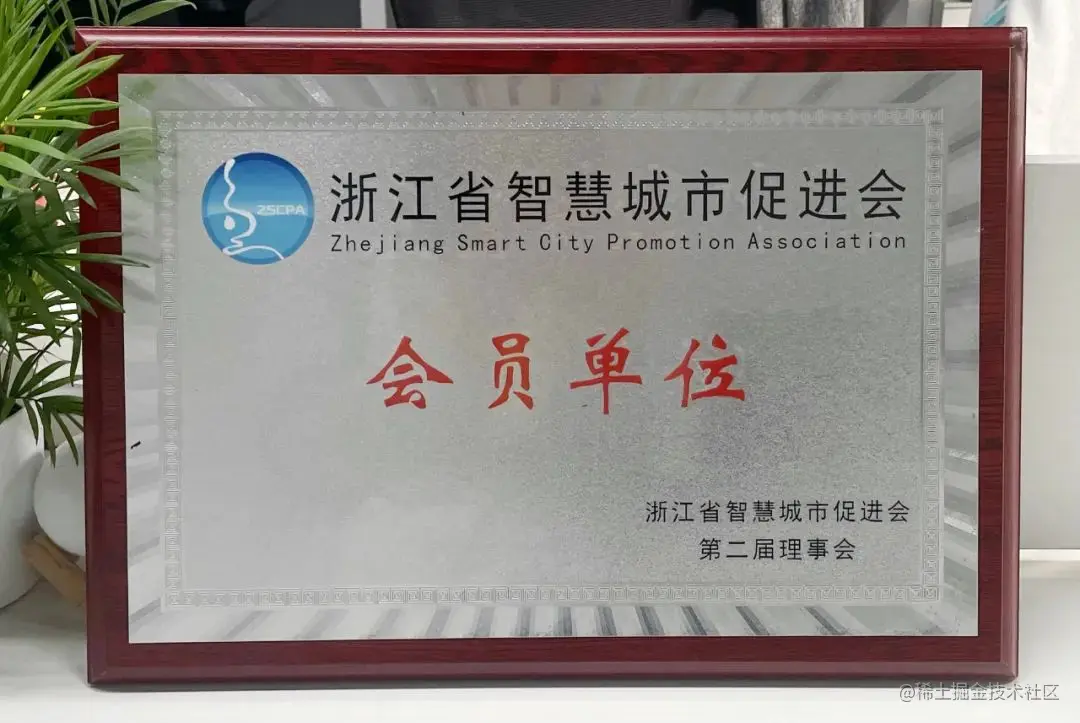 ZSCPA
浙江省智慧城市促进会
Zhejiang Smart City Promotion Association
会员单位
浙江省智慧城市促进会
第二届理事会
@稀土掘金技术社区